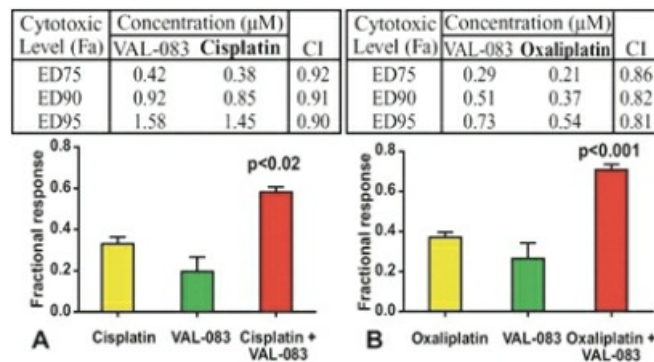 Cytotoxic Level (Fa) Concentration (µM) CI
VAL-083 Cisplatin
ED75 0.42 0.38 0.92
ED90 0.92 0.85 0.91
ED95 1.58 1.45 0.90
Cytotoxic Level (Fa) Concentration (µM) CI
VAL-083 Oxaliplatin
ED75 0.29 0.21 0.86
ED90 0.51 0.37 0.82
ED95 0.73 0.54 0.81
Fractional response
0.8
0.6
0.4
0.2
0.0
p<0.02
A
Cisplatin VAL-083 Cisplatin +
VAL-083
Fractional response
0.8
0.6
0.4
0.2
0.0
p<0.001
B
Oxaliplatin VAL-083 Oxaliplatin +
VAL-083